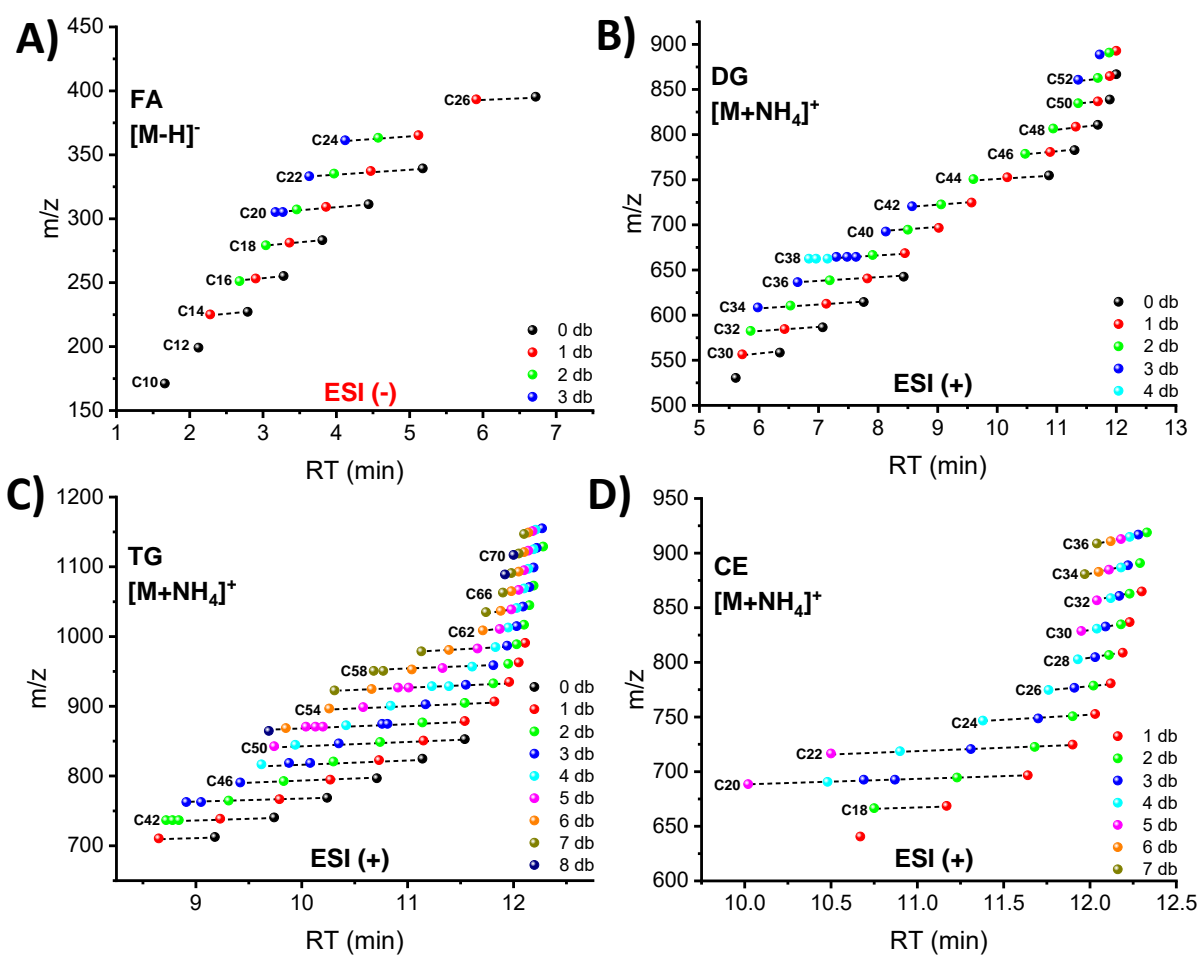 A)
FA
[M-H]⁻
450
400
350
300
250
200
150
m/z
C26
C24
C22
C20
C18
C16
C14
C12
C10
0 db
1 db
2 db
3 db
ESI (-)
1 2 3 4 5 6 7
RT (min)
B)
DG
[M+NH₄]⁺
900
850
800
750
700
650
600
550
500
m/z
C52
C50
C48
C46
C44
C42
C40
C38
C36
C34
C32
C30
0 db
1 db
2 db
3 db
4 db
ESI (+)
5 6 7 8 9 10 11 12 13
RT (min)
C)
TG
[M+NH₄]⁺
1200
1100
1000
900
800
700
m/z
C70
C66
C62
C58
C54
C50
C46
C42
0 db
1 db
2 db
3 db
4 db
5 db
6 db
7 db
8 db
ESI (+)
9 10 11 12
RT (min)
D)
CE
[M+NH₄]⁺
950
900
850
800
750
700
650
600
m/z
C36
C34
C32
C30
C28
C26
C24
C22
C20
C18
1 db
2 db
3 db
4 db
5 db
6 db
7 db
ESI (+)
10.0 10.5 11.0 11.5 12.0 12.5
RT (min)